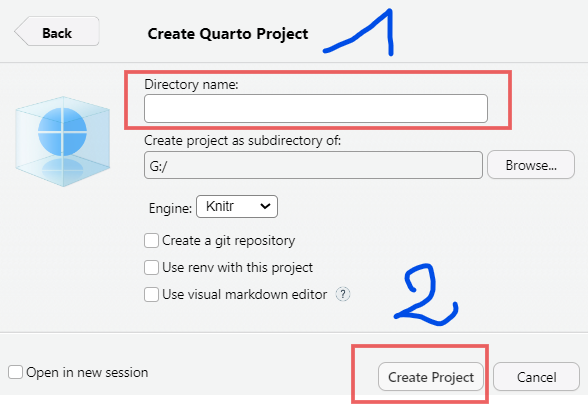 Back
Create Quarto Project
1
Directory name:
Create project as subdirectory of:
G:/
Browse...
Engine: Knitr
Create a git repository
Use renv with this project
Use visual markdown editor ?
2
Open in new session
Create Project
Cancel